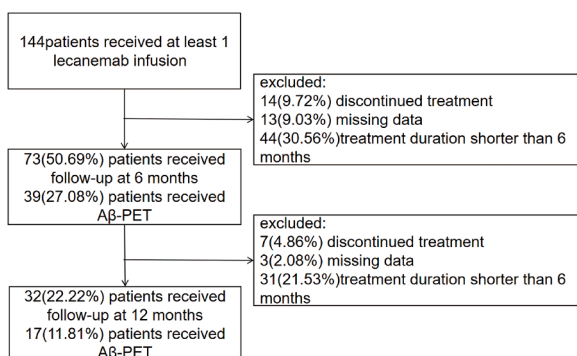 144patients received at least 1
lecanemab infusion
excluded:
14(9.72%) discontinued treatment
13(9.03%) missing data
44(30.56%)treatment duration shorter than 6
months
73(50.69%) patients received
follow-up at 6 months
39(27.08%) patients received
Aβ-PET
excluded:
7(4.86%) discontinued treatment
3(2.08%) missing data
31(21.53%)treatment duration shorter than 6
months
32(22.22%) patients received
follow-up at 12 months
17(11.81%) patients received
Aβ-PET